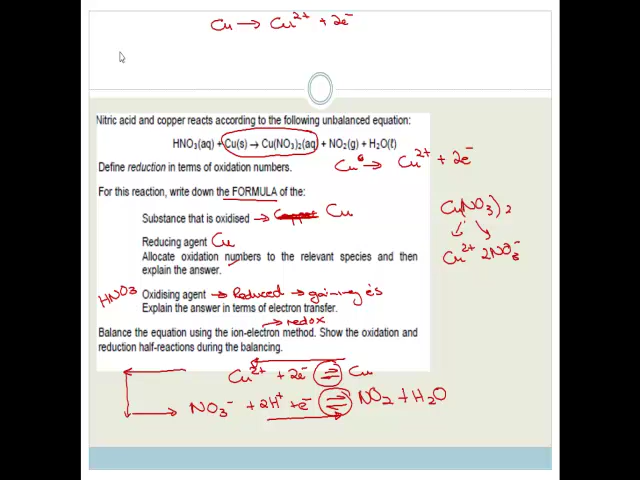 Cu → Cu²⁺ + 2e⁻
Nitric acid and copper reacts according to the following unbalanced equation:
HNO₃(aq) + Cu(s) → Cu(NO₃)₂(aq) + NO₂(g) + H₂O(ℓ)
Cu⁰ → Cu²⁺ + 2e⁻
Define reduction in terms of oxidation numbers.
For this reaction, write down the FORMULA of the:
Cu(NO₃)₂
Substance that is oxidised → Cu
Cu²⁺ 2NO₃⁻
Reducing agent Cu
Allocate oxidation numbers to the relevant species and then
explain the answer.
HNO₃ Oxidising agent → Reduced → gaining e's
Explain the answer in terms of electron transfer.
→ redox
Balance the equation using the ion-electron method. Show the oxidation and
reduction half-reactions during the balancing.
Cu²⁺ + 2e⁻ ⇌ Cu
NO₃⁻ + 2H⁺ + e⁻ ⇌ NO₂ + H₂O